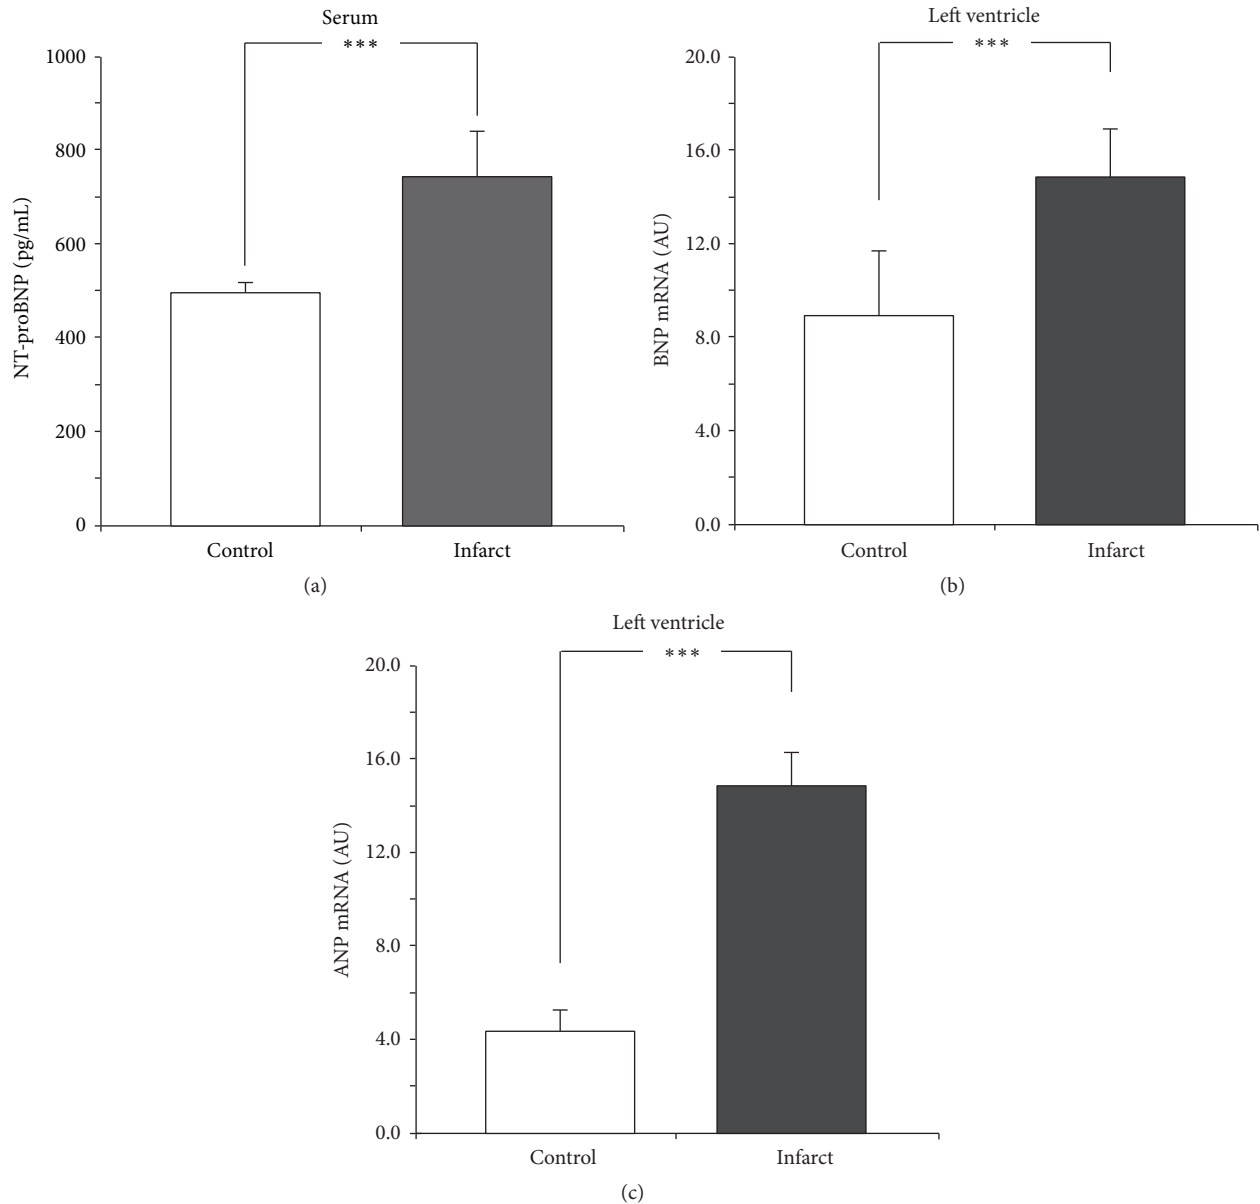 Serum
***
1000
800
600
400
200
0
NT-proBNP (pg/mL)
Control Infarct
(a)
Left ventricle
***
20.0
16.0
12.0
8.0
4.0
0.0
BNP mRNA (AU)
Control Infarct
(b)
Left ventricle
***
20.0
16.0
12.0
8.0
4.0
0.0
ANP mRNA (AU)
Control Infarct
(c)